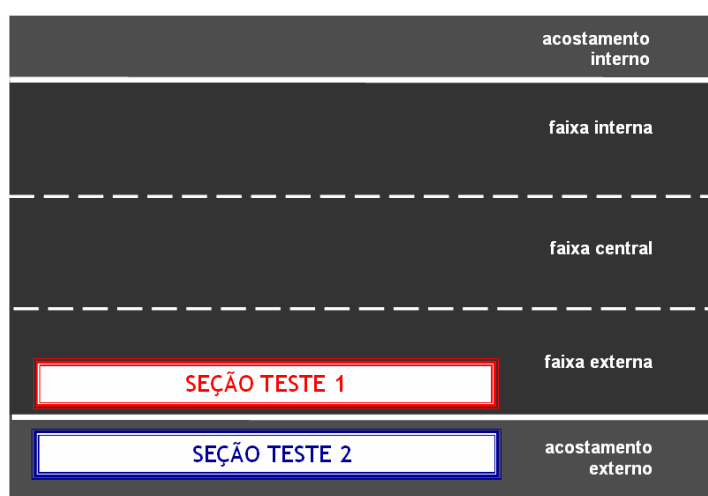 acostamento
interno
faixa interna
faixa central
faixa externa
SEÇÃO TESTE 1
SEÇÃO TESTE 2
acostamento
externo